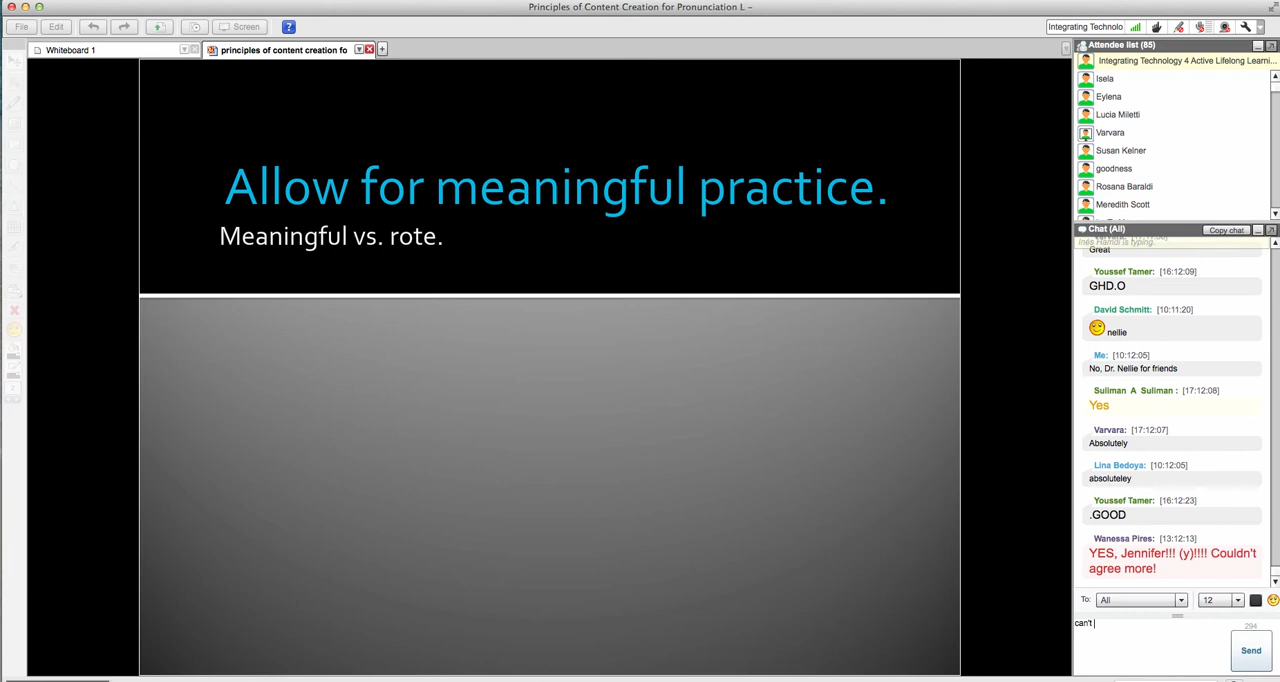 Principles of Content Creation for Pronunciation L -
File
Edit
Screen
?
Integrating Technolo
Whiteboard 1
principles of content creation fo
+
Attendee list (85)
Integrating Technology 4 Active Lifelong Learni...
Isela
Eylena
Lucia Miletti
Varvara
Susan Kelner
goodness
Rosana Baraldi
Meredith Scott
Allow for meaningful practice.
Meaningful vs. rote.
Chat (All)
Copy chat
Inés Hamdi is typing.
Great
Youssef Tamer: [16:12:09]
GHD.O
David Schmitt: [10:11:20]
nellie
Me: [10:12:05]
No, Dr. Nellie for friends
Suliman A Suliman : [17:12:08]
Yes
Varvara: [17:12:07]
Absolutely
Lina Bedoya: [10:12:05]
absoluteley
Youssef Tamer: [16:12:23]
.GOOD
Wanessa Pires: [13:12:13]
YES, Jennifer!!! (y)!!!! Couldn't
agree more!
To:
All
12
can't
294
Send